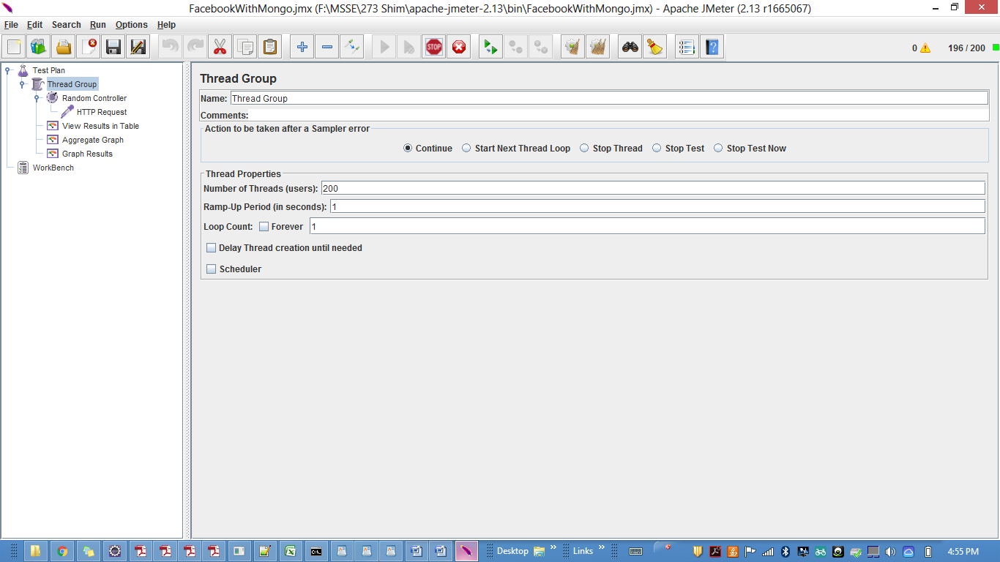 FacebookWithMongo.jmx (F:\MSSE\273 Shim\apache-jmeter-2.13\bin\FacebookWithMongo.jmx) - Apache JMeter (2.13 r1665067)
File Edit Search Run Options Help
STOP 0 196 / 200
Test Plan
Thread Group
Random Controller
HTTP Request
View Results in Table
Aggregate Graph
Graph Results
WorkBench
Thread Group
Name: Thread Group
Comments:
Action to be taken after a Sampler error
Continue Start Next Thread Loop Stop Thread Stop Test Stop Test Now
Thread Properties
Number of Threads (users): 200
Ramp-Up Period (in seconds): 1
Loop Count: Forever 1
Delay Thread creation until needed
Scheduler
Desktop » Links » 4:55 PM